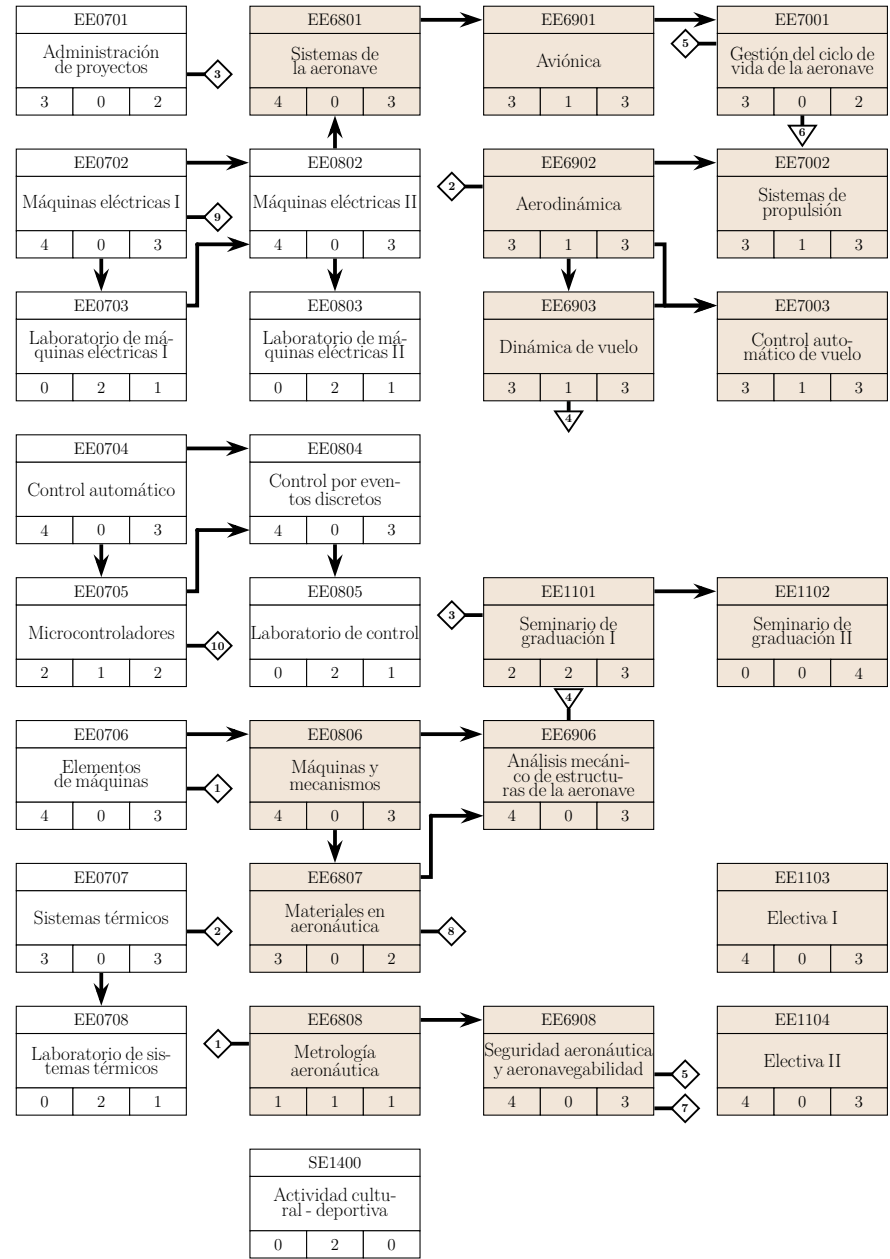 EE0701
Administración
de proyectos
3 0 2
3
EE6801
Sistemas de
la aeronave
4 0 3
EE6901
Aviónica
3 1 3
EE7001
5
Gestión del ciclo de
vida de la aeronave
3 0 2
6
EE0702
Máquinas eléctricas I
9
4 0 3
EE0802
Máquinas eléctricas II
4 0 3
EE6902
2
Aerodinámica
3 1 3
EE7002
Sistemas de
propulsión
3 1 3
EE0703
Laboratorio de má-
quinas eléctricas I
0 2 1
EE0803
Laboratorio de má-
quinas eléctricas II
0 2 1
EE6903
Dinámica de vuelo
3 1 3
4
EE7003
Control auto-
mático de vuelo
3 1 3
EE0704
Control automático
4 0 3
EE0804
Control por even-
tos discretos
4 0 3
EE0705
Microcontroladores
10
2 1 2
EE0805
Laboratorio de control
0 2 1
EE1101
3
Seminario de
graduación I
2 2 3
EE1102
Seminario de
graduación II
0 0 4
EE0706
Elementos
de máquinas
1
4 0 3
EE0806
Máquinas y
mecanismos
4 0 3
4
EE6906
Análisis mecáni-
co de estructu-
ras de la aeronave
4 0 3
EE0707
Sistemas térmicos
2
3 0 3
EE6807
Materiales en
aeronáutica
8
3 0 2
EE1103
Electiva I
4 0 3
EE0708
Laboratorio de sis-
temas térmicos
0 2 1
EE6808
1
Metrología
aeronáutica
1 1 1
EE6908
Seguridad aeronáutica
y aeronavegabilidad
5
4 0 3
7
EE1104
Electiva II
4 0 3
SE1400
Actividad cultu-
ral - deportiva
0 2 0